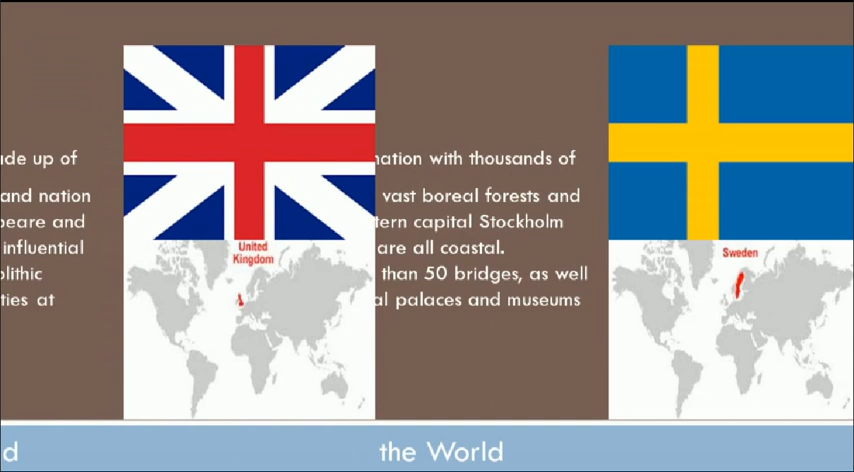 ade up of
and nation
peare and
influential
olithic
ties at
United
Kingdom
nation with thousands of
vast boreal forests and
tern capital Stockholm
are all coastal.
than 50 bridges, as well
al palaces and museums
Sweden
d
the World